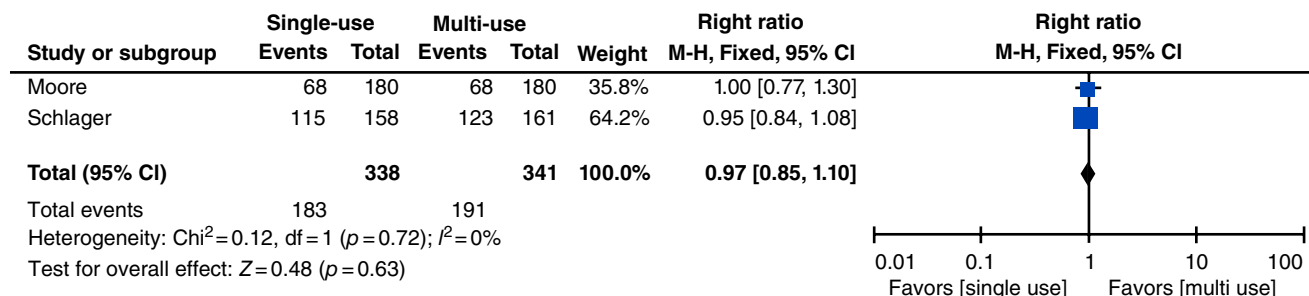 Single-use Multi-use Right ratio Right ratio
Study or subgroup Events Total Events Total Weight M-H, Fixed, 95% CI M-H, Fixed, 95% CI
Moore 68 180 68 180 35.8% 1.00 [0.77, 1.30]
Schlager 115 158 123 161 64.2% 0.95 [0.84, 1.08]
Total (95% CI) 338 341 100.0% 0.97 [0.85, 1.10]
Total events 183 191
Heterogeneity: Chi²=0.12, df=1 (p=0.72); I²=0%
Test for overall effect: Z=0.48 (p=0.63)
0.01 0.1 1 10 100
Favors [single use] Favors [multi use]